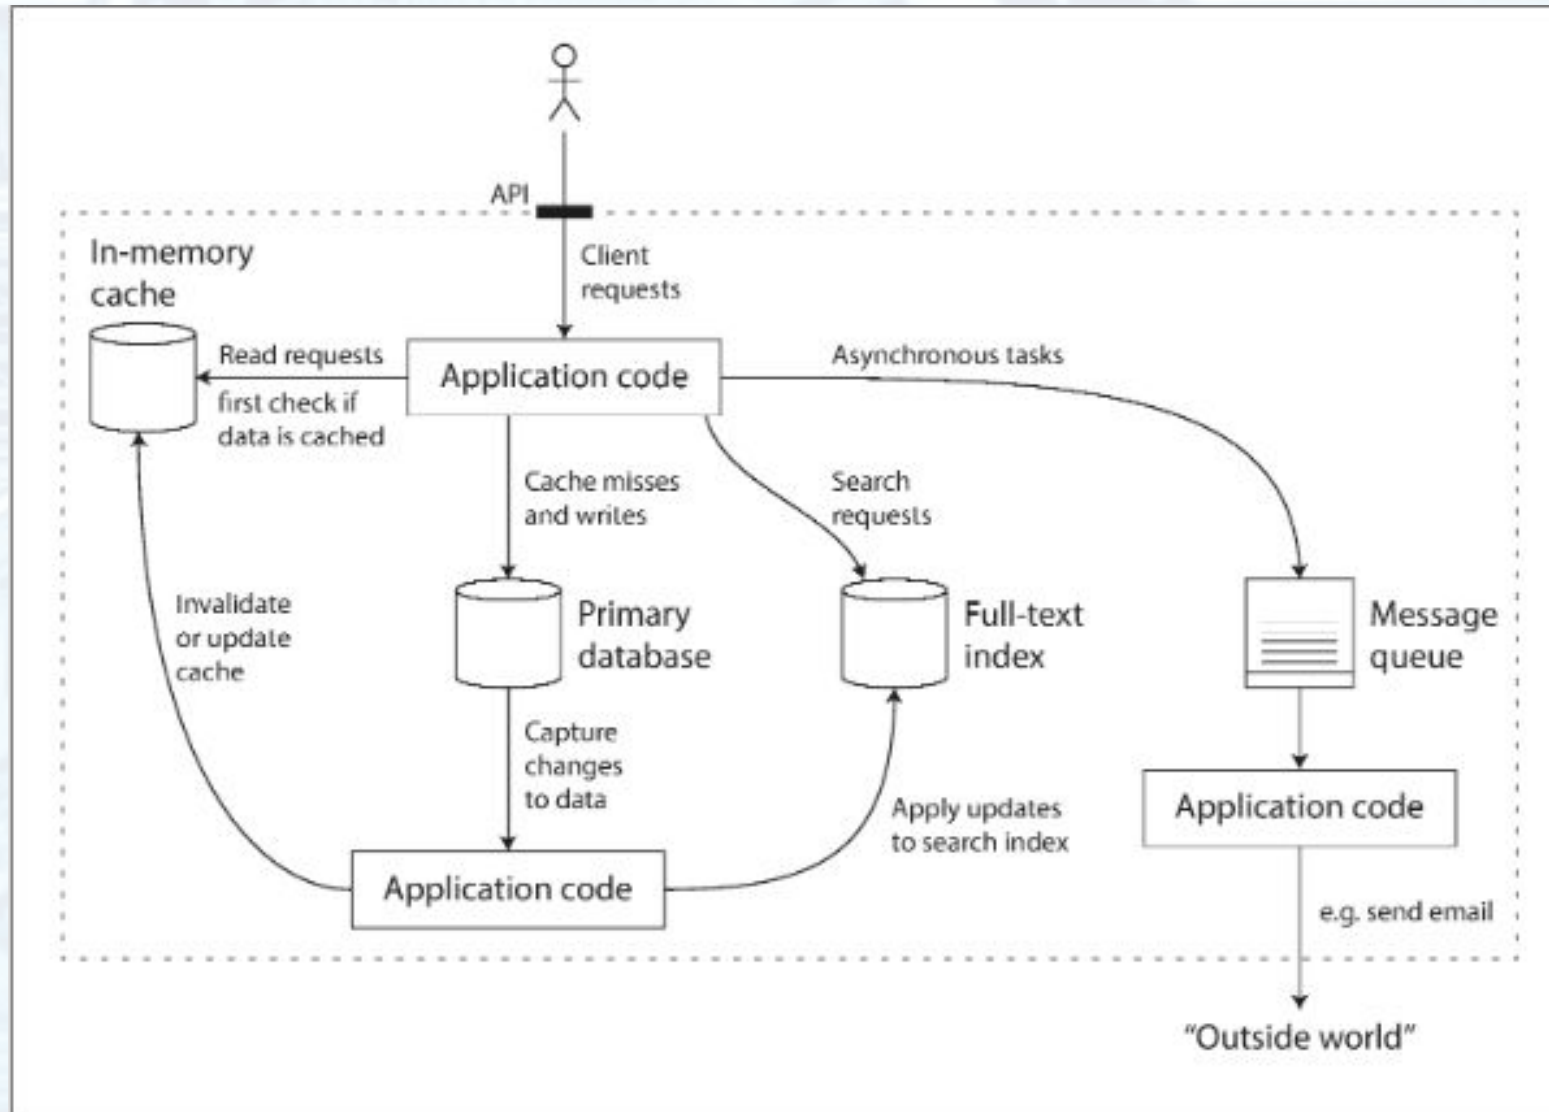 API
Client
requests
In-memory
cache
Read requests
first check if
data is cached
Application code
Asynchronous tasks
Cache misses
and writes
Search
requests
Invalidate
or update
cache
Primary
database
Full-text
index
Message
queue
Capture
changes
to data
Apply updates
to search index
Application code
Application code
e.g. send email
“Outside world”